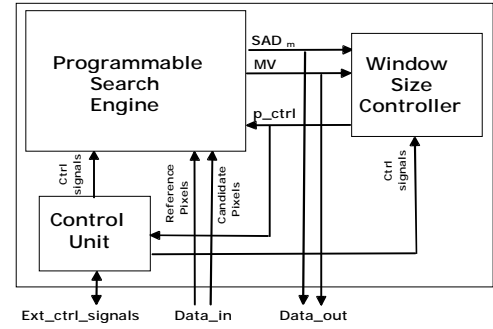 Programmable
Search
Engine
SAD m
MV
p_ctrl
Window
Size
Controller
Ctrl
signals
Reference
Pixels
Candidate
Pixels
Ctrl
signals
Control
Unit
Ext_ctrl_signals
Data_in
Data_out